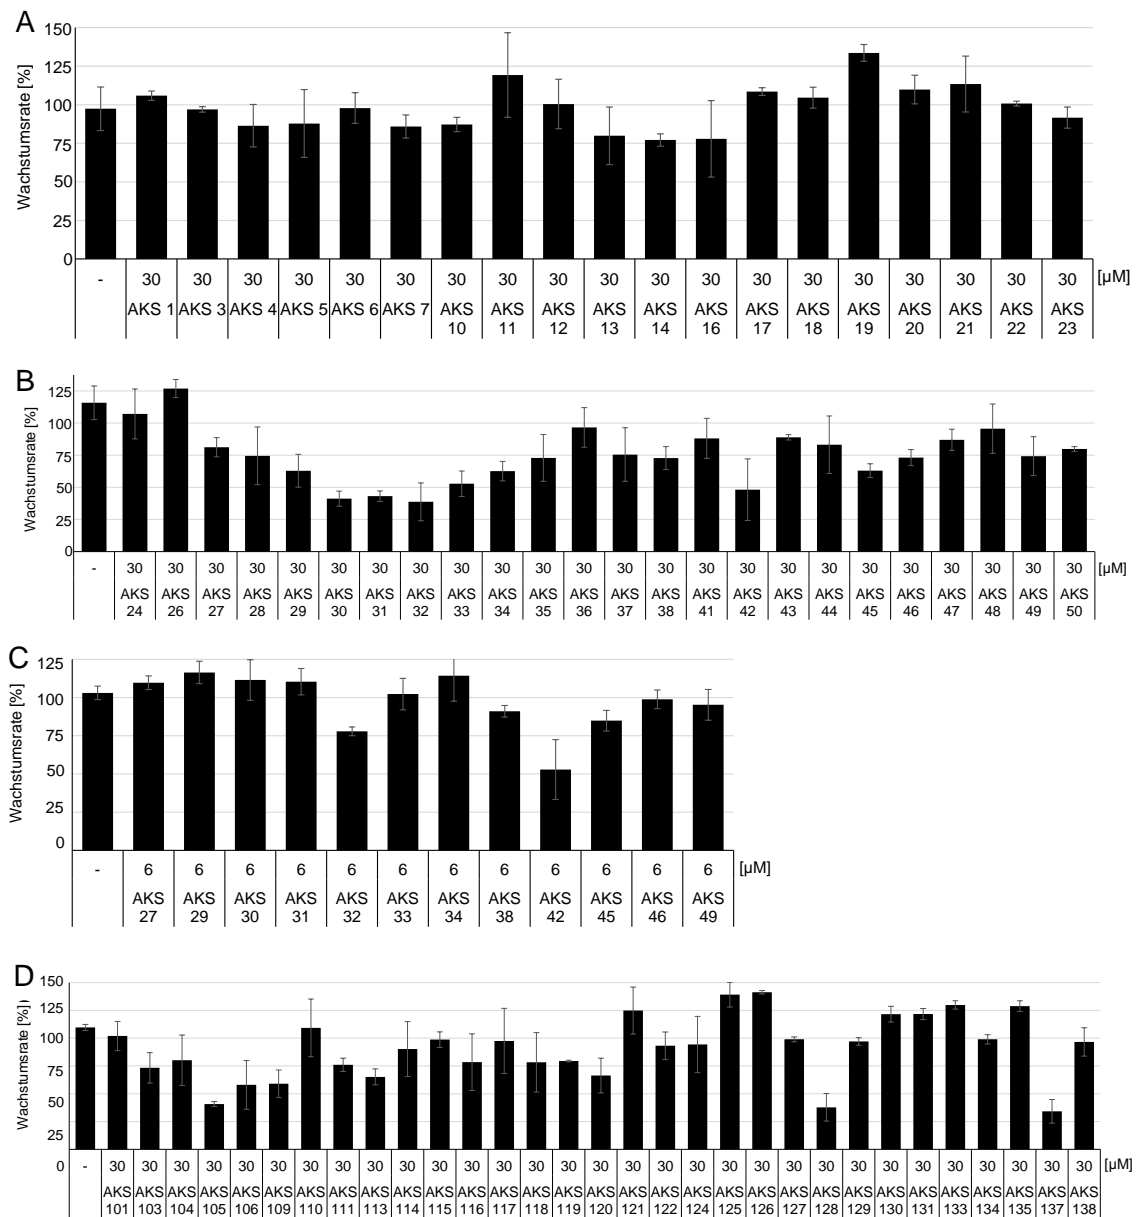 A
150
125
100
75
50
25
0
Wachstumsrate [%]
- 30 30 30 30 30 30 30 30 30 30 30 30 30 30 30 30 30 30 30 [µM]
AKS 1 AKS 3 AKS 4 AKS 5 AKS 6 AKS 7 AKS AKS AKS AKS AKS AKS AKS AKS AKS AKS AKS AKS AKS
10 11 12 13 14 16 17 18 19 20 21 22 23
B
125
100
75
50
25
0
Wachstumsrate [%]
- 30 30 30 30 30 30 30 30 30 30 30 30 30 30 30 30 30 30 30 30 30 30 30 30 [µM]
AKS AKS AKS AKS AKS AKS AKS AKS AKS AKS AKS AKS AKS AKS AKS AKS AKS AKS AKS AKS AKS AKS AKS AKS
24 26 27 28 29 30 31 32 33 34 35 36 37 38 41 42 43 44 45 46 47 48 49 50
C
125
100
75
50
25
0
Wachstumsrate [%]
- 6 6 6 6 6 6 6 6 6 6 6 6 [µM]
AKS AKS AKS AKS AKS AKS AKS AKS AKS AKS AKS AKS
27 29 30 31 32 33 34 38 42 45 46 49
D
150
125
100
75
50
25
0
Wachstumsrate [%])
- 30 30 30 30 30 30 30 30 30 30 30 30 30 30 30 30 30 30 30 30 30 30 30 30 30 30 30 30 30 30 30 [µM]
AKS AKS AKS AKS AKS AKS AKS AKS AKS AKS AKS AKS AKS AKS AKS AKS AKS AKS AKS AKS AKS AKS AKS AKS AKS AKS AKS AKS AKS AKS AKS
101 103 104 105 106 109 110 111 113 114 115 116 117 118 119 120 121 122 124 125 126 127 128 129 130 131 133 134 135 137 138